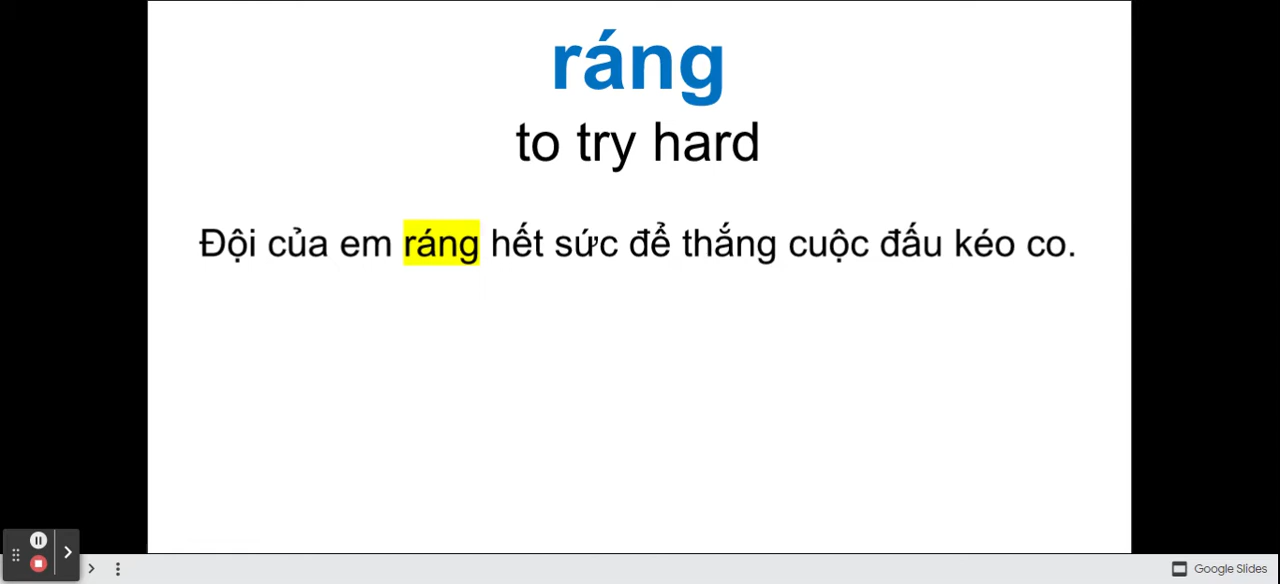 ráng
to try hard
Đội của em ráng hết sức để thắng cuộc đấu kéo co.
Google Slides